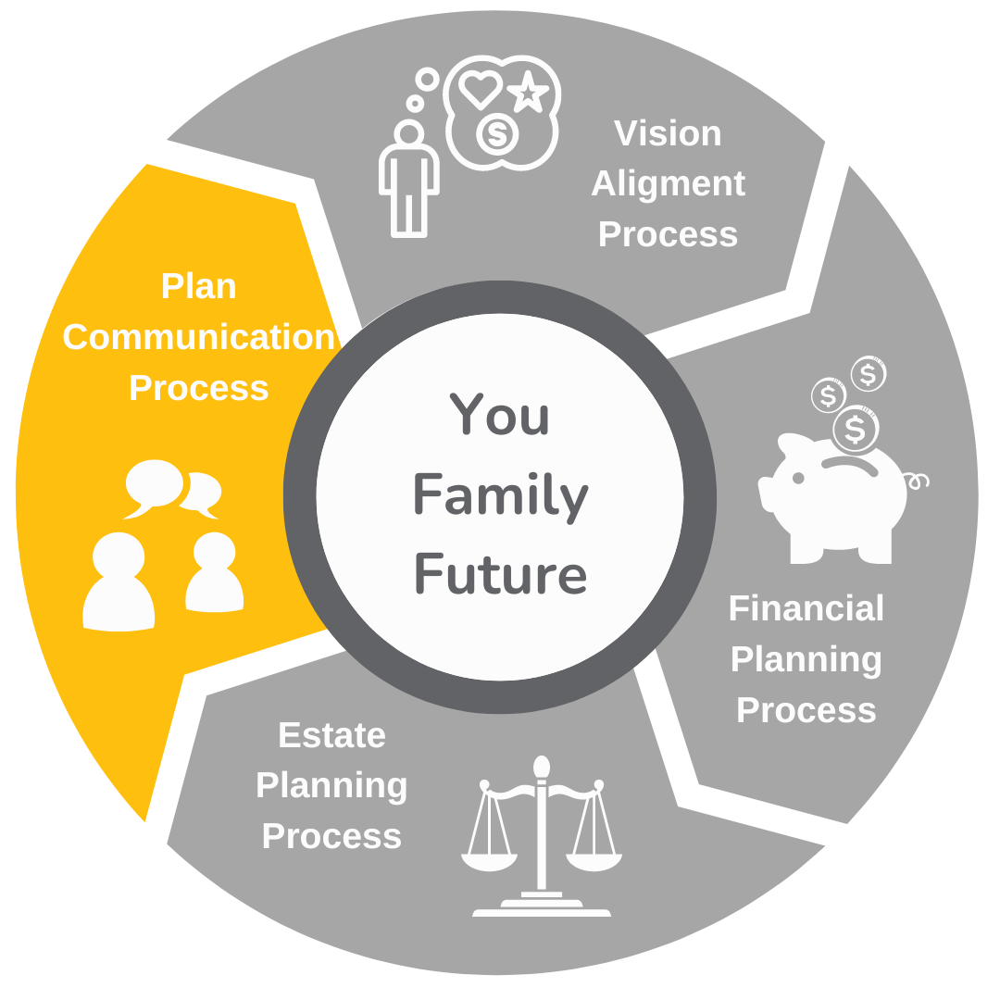 Vision
Aligment
Process
Financial
Planning
Process
Estate
Planning
Process
Plan
Communication
Process
You
Family
Future